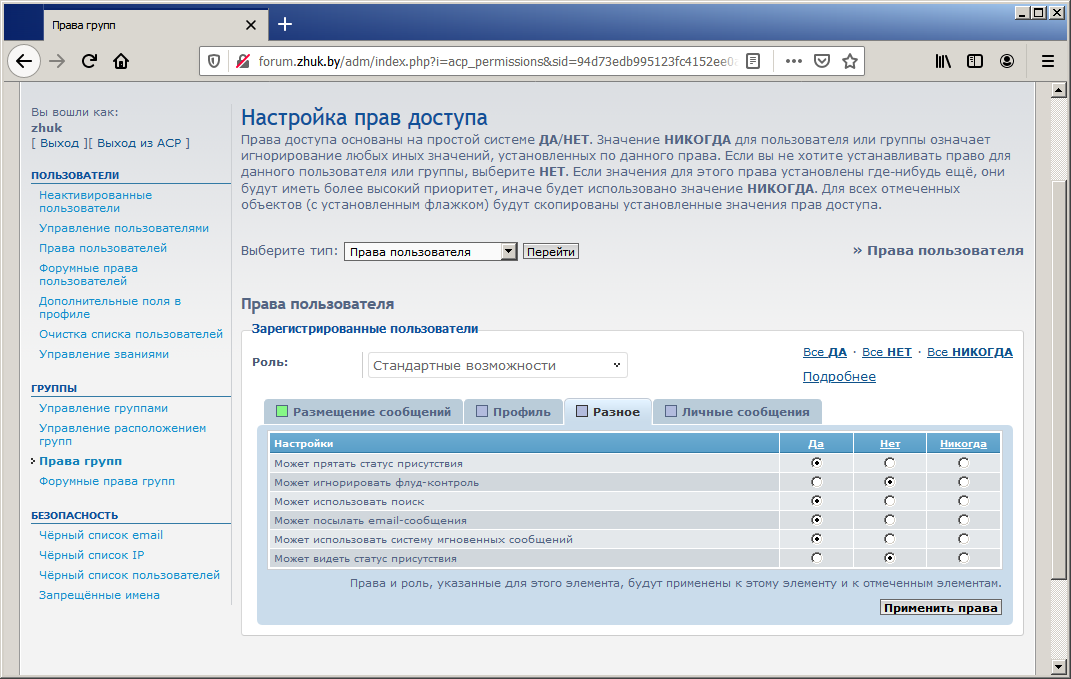 Права групп
forum.zhuk.by/adm/index.php?i=acp_permissions&sid=94d73edb995123fc4152ee0
Вы вошли как:
zhuk
[ Выход ][ Выход из ACP ]
ПОЛЬЗОВАТЕЛИ
Неактивированные
пользователи
Управление пользователями
Права пользователей
Форумные права
пользователей
Дополнительные поля в
профиле
Очистка списка пользователей
Управление званиями
ГРУППЫ
Управление группами
Управление расположением
групп
Права групп
Форумные права групп
БЕЗОПАСНОСТЬ
Чёрный список email
Чёрный список IP
Чёрный список пользователей
Запрещённые имена
Настройка прав доступа
Права доступа основаны на простой системе ДА/НЕТ. Значение НИКОГДА для пользователя или группы означает
игнорирование любых иных значений, установленных по данного права. Если вы не хотите устанавливать право для
данного пользователя или группы, выберите НЕТ. Если значения для этого права установлены где-нибудь ещё, они
будут иметь более высокий приоритет, иначе будет использовано значение НИКОГДА. Для всех отмеченных
объектов (с установленным флажком) будут скопированы установленные значения прав доступа.
Выберите тип: Права пользователя Перейти » Права пользователя
Права пользователя
Зарегистрированные пользователи
Роль: Стандартные возможности
Все ДА · Все НЕТ · Все НИКОГДА
Подробнее
Размещение сообщений Профиль Разное Личные сообщения
Настройки Да Нет Никогда
Может прятать статус присутствия
Может игнорировать флуд-контроль
Может использовать поиск
Может посылать email-сообщения
Может использовать систему мгновенных сообщений
Может видеть статус присутствия
Права и роль, указанные для этого элемента, будут применены к этому элементу и к отмеченным элементам.
Применить права